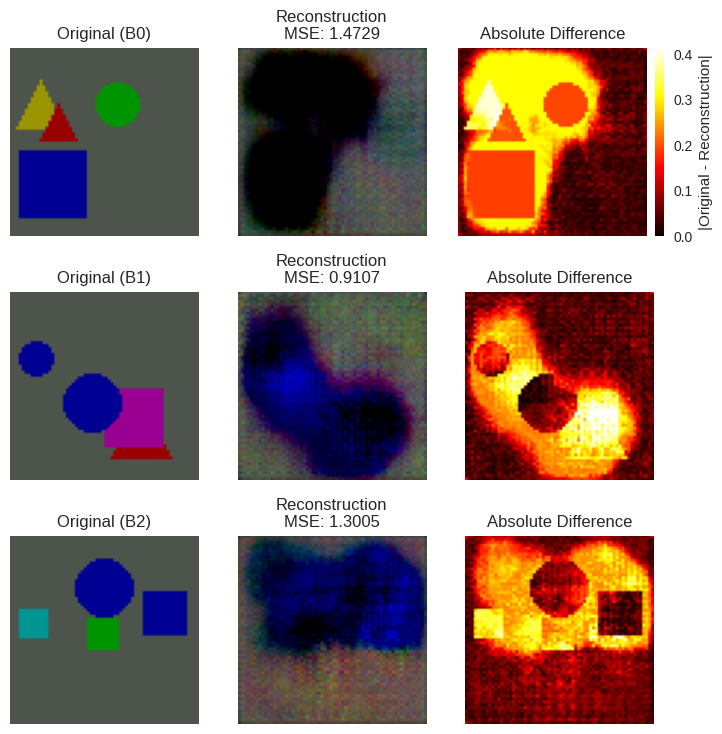 Original (B0)
Reconstruction
MSE: 1.4729
Absolute Difference
0.4
0.3
0.2
0.1
0.0
|Original - Reconstruction|
Original (B1)
Reconstruction
MSE: 0.9107
Absolute Difference
Original (B2)
Reconstruction
MSE: 1.3005
Absolute Difference